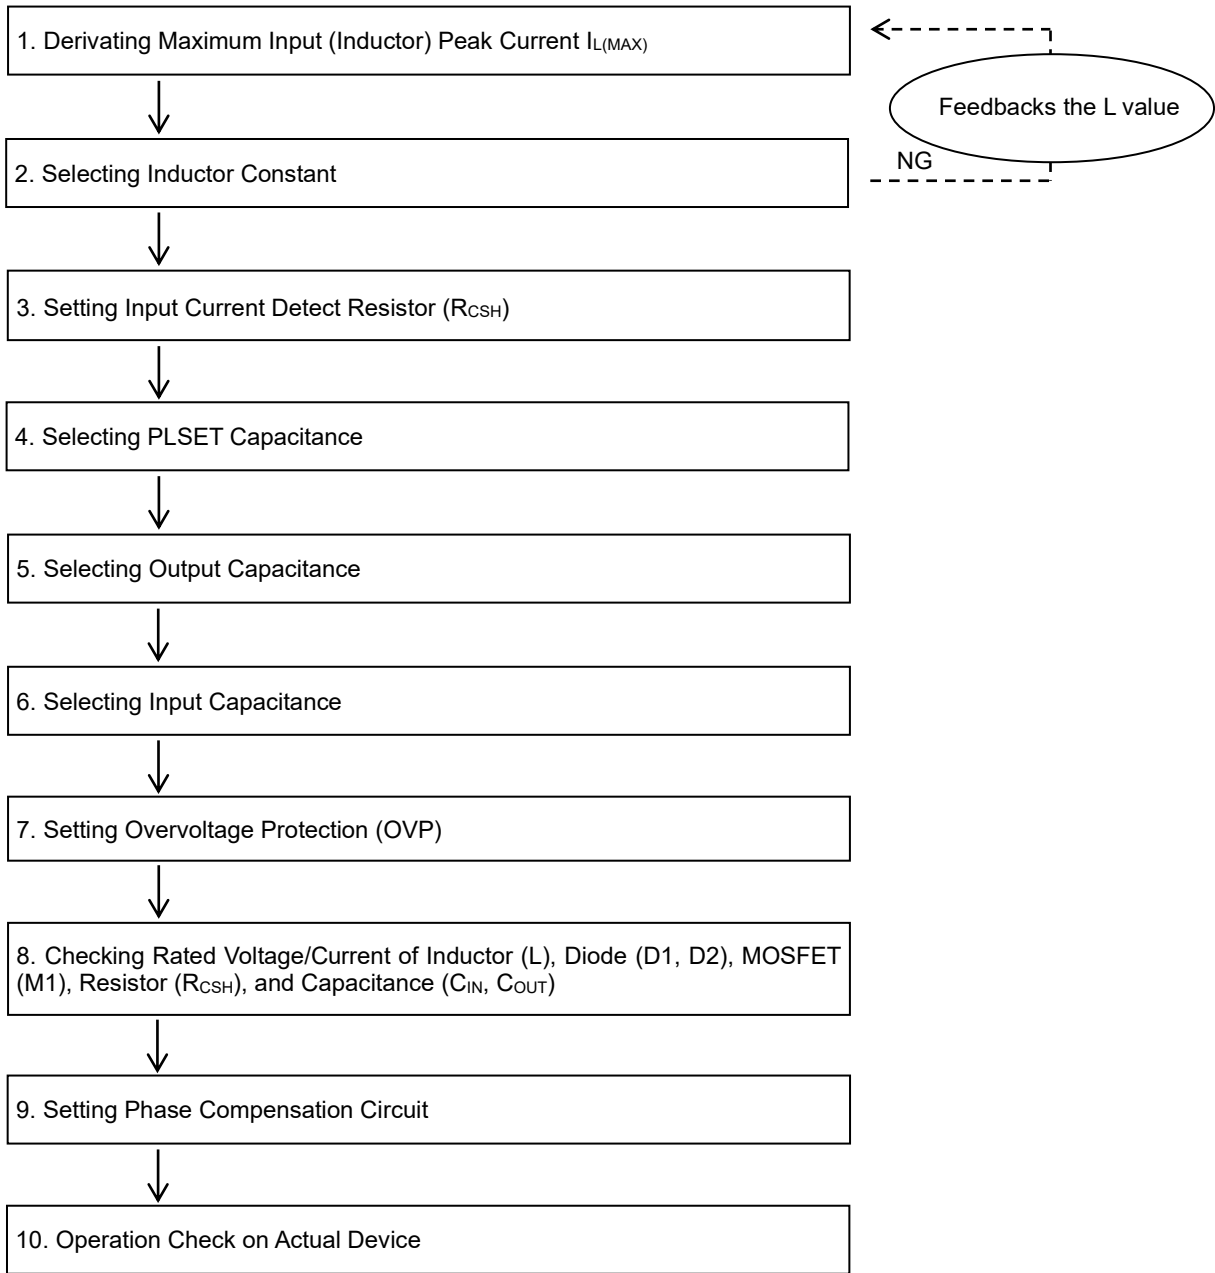 1. Derivating Maximum Input (Inductor) Peak Current IL(MAX)
Feedbacks the L value
NG
2. Selecting Inductor Constant
3. Setting Input Current Detect Resistor (RCSH)
4. Selecting PLSET Capacitance
5. Selecting Output Capacitance
6. Selecting Input Capacitance
7. Setting Overvoltage Protection (OVP)
8. Checking Rated Voltage/Current of Inductor (L), Diode (D1, D2), MOSFET
(M1), Resistor (RCSH), and Capacitance (CIN, COUT)
9. Setting Phase Compensation Circuit
10. Operation Check on Actual Device